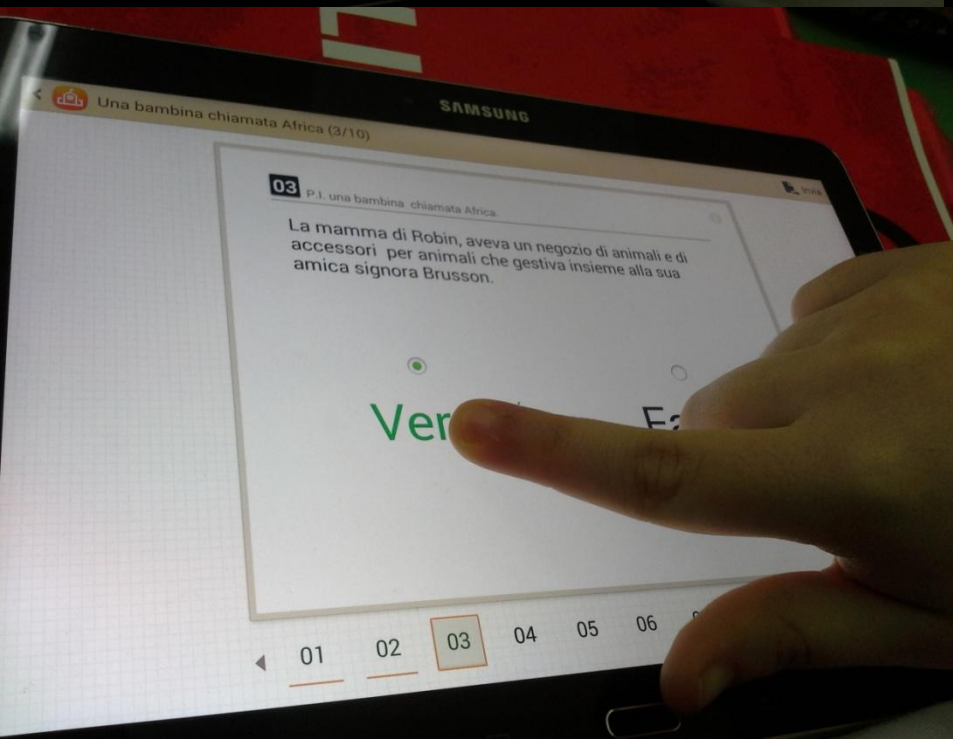 SAMSUNG
Una bambina chiamata Africa (3/10)
03 P.I. una bambina chiamata Africa.
La mamma di Robin, aveva un negozio di animali e di
accessori per animali che gestiva insieme alla sua
amica signora Brusson.
Ver
Fa
01 02 03 04 05 06